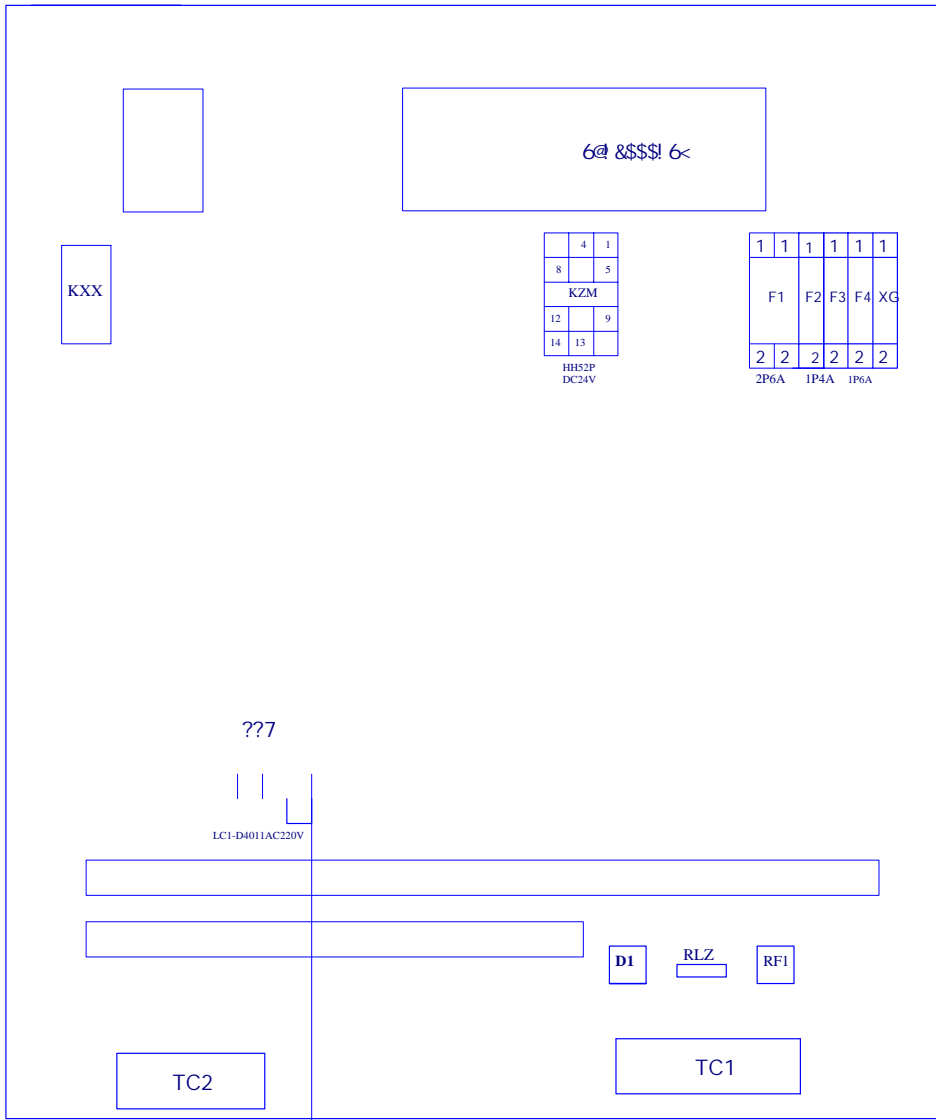 6@! &$$$! 6<
4 1
8 5
KZM
12 9
14 13
HH52P
DC24V
KXX
1 1 1 1 1 1
F1 F2 F3 F4 XG
2 2 2 2 2 2
2P6A 1P4A 1P6A
??7
LC1-D4011AC220V
D1 RLZ RF1
TC2 TC1